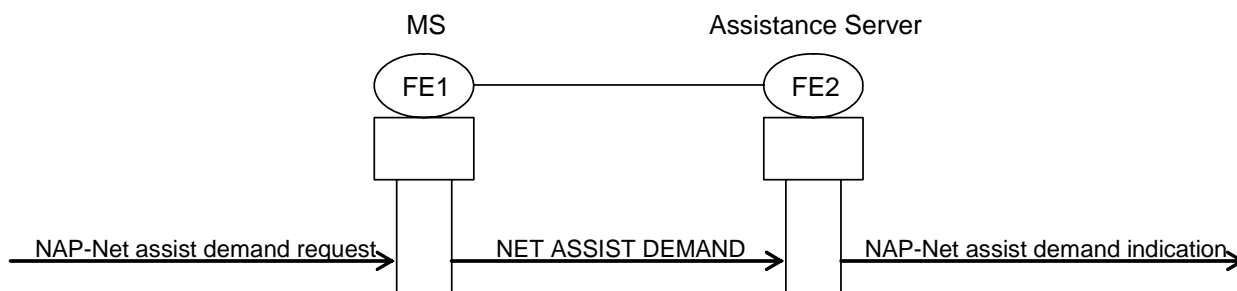 MS
Assistance Server
FE1
FE2
NAP-Net assist demand request
NET ASSIST DEMAND
NAP-Net assist demand indication